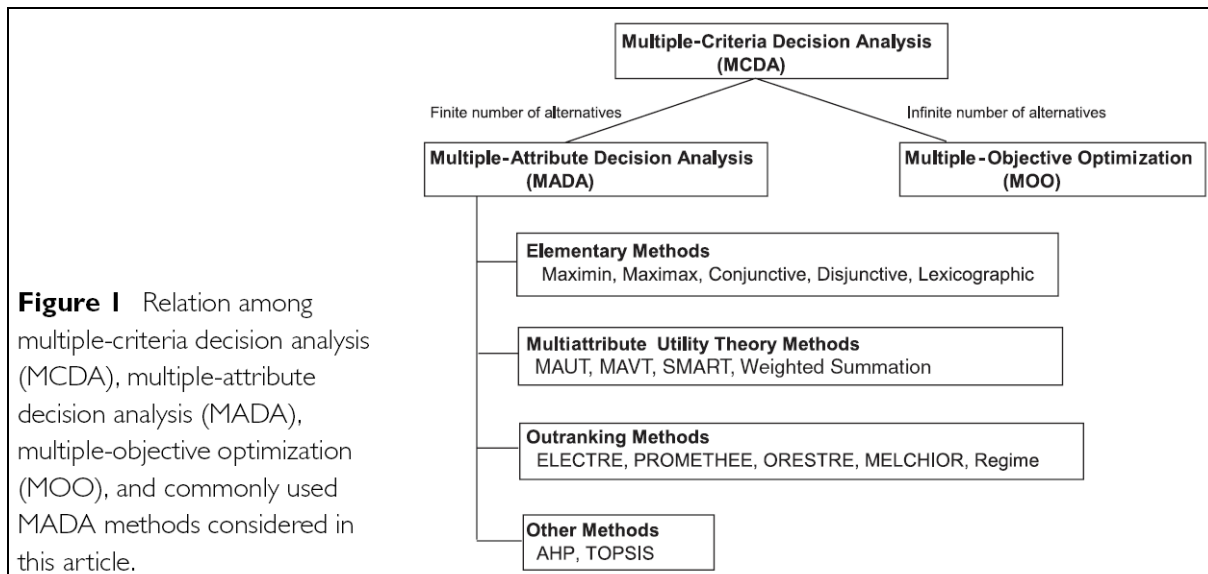 Multiple-Criteria Decision Analysis
(MCDA)
Finite number of alternatives
Infinite number of alternatives
Multiple-Attribute Decision Analysis
(MADA)
Multiple-Objective Optimization
(MOO)
Elementary Methods
Maximin, Maximax, Conjunctive, Disjunctive, Lexicographic
Multiattribute Utility Theory Methods
MAUT, MAVT, SMART, Weighted Summation
Outranking Methods
ELECTRE, PROMETHEE, ORESTRE, MELCHIOR, Regime
Other Methods
AHP, TOPSIS
Figure 1 Relation among
multiple-criteria decision analysis
(MCDA), multiple-attribute
decision analysis (MADA),
multiple-objective optimization
(MOO), and commonly used
MADA methods considered in
this article.